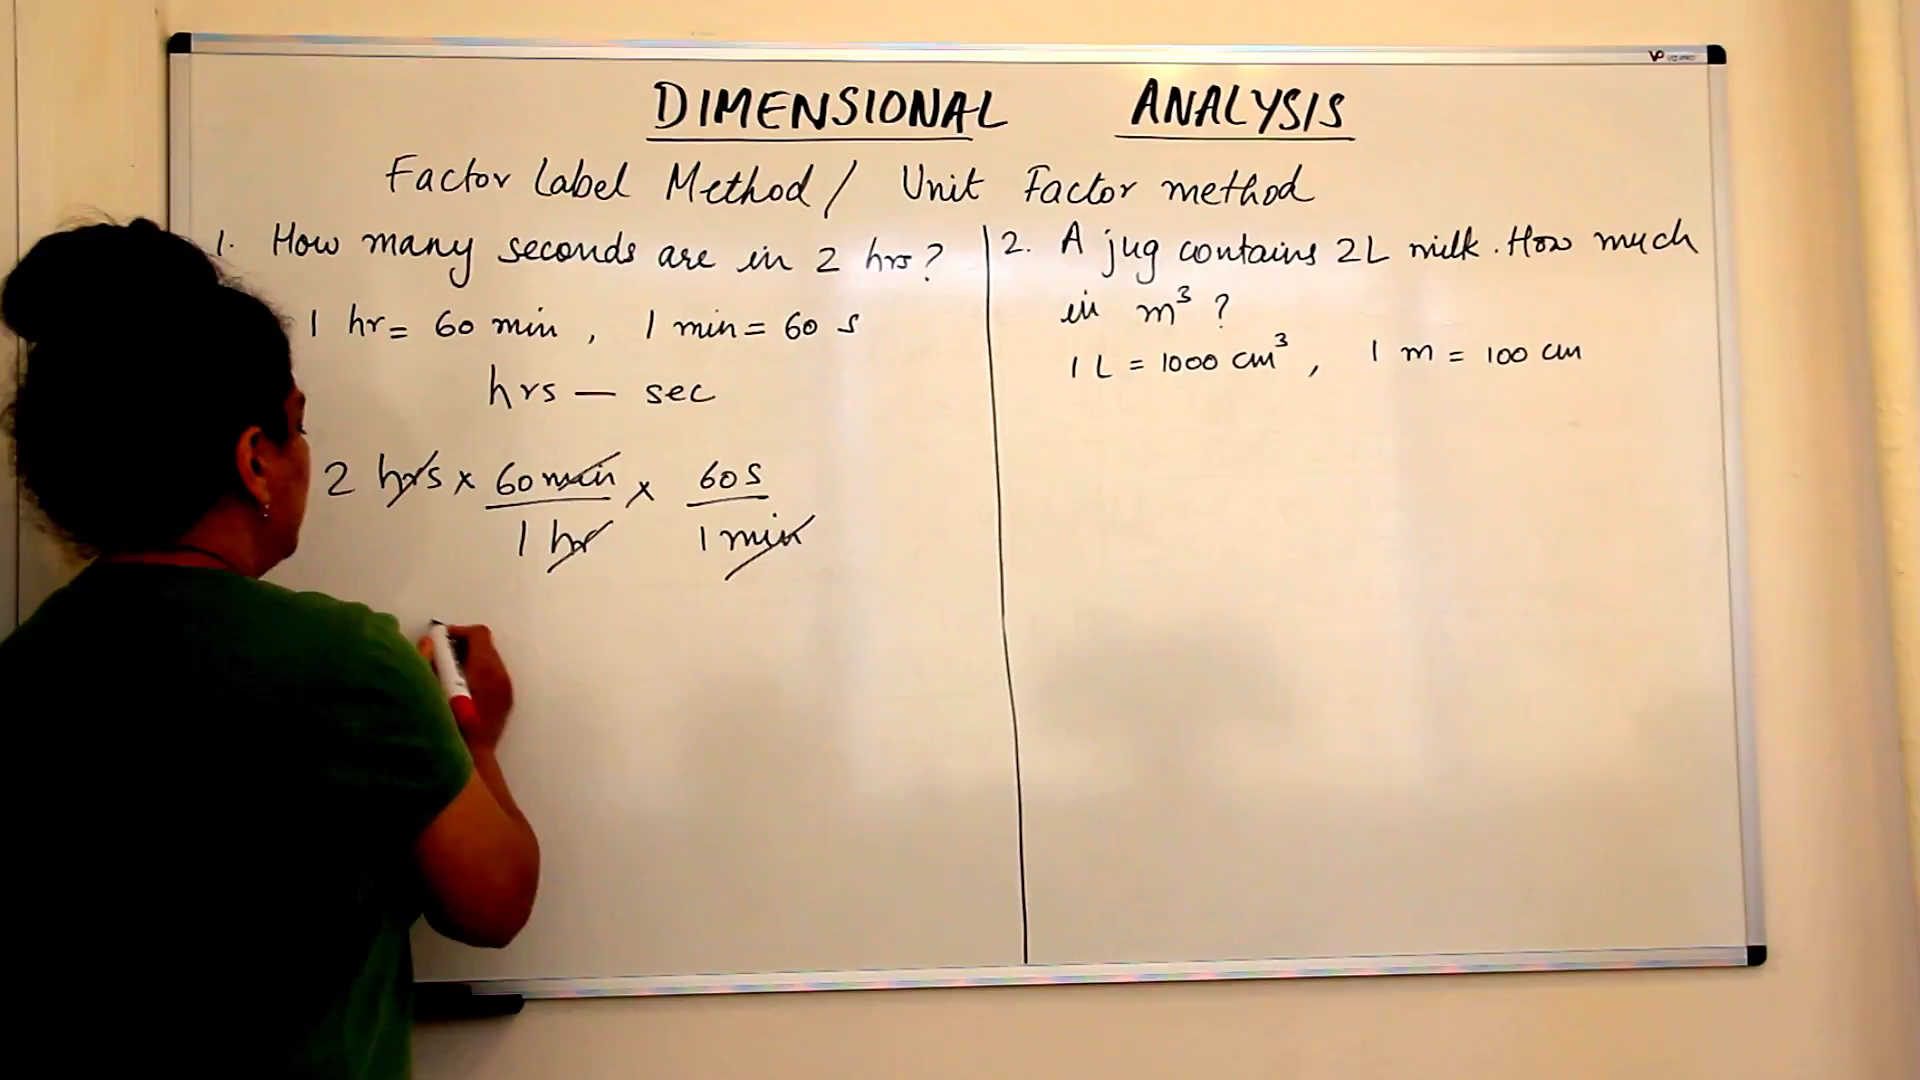 DIMENSIONAL ANALYSIS
Factor Label Method / Unit Factor method
1. How many seconds are in 2 hrs?
1 hr = 60 min , 1 min = 60 s
hrs — sec
2 hrs x 60 min x 60 s
1 hr 1 min
2. A jug contains 2L milk. How much
in m³ ?
1 L = 1000 cm³ , 1 m = 100 cm